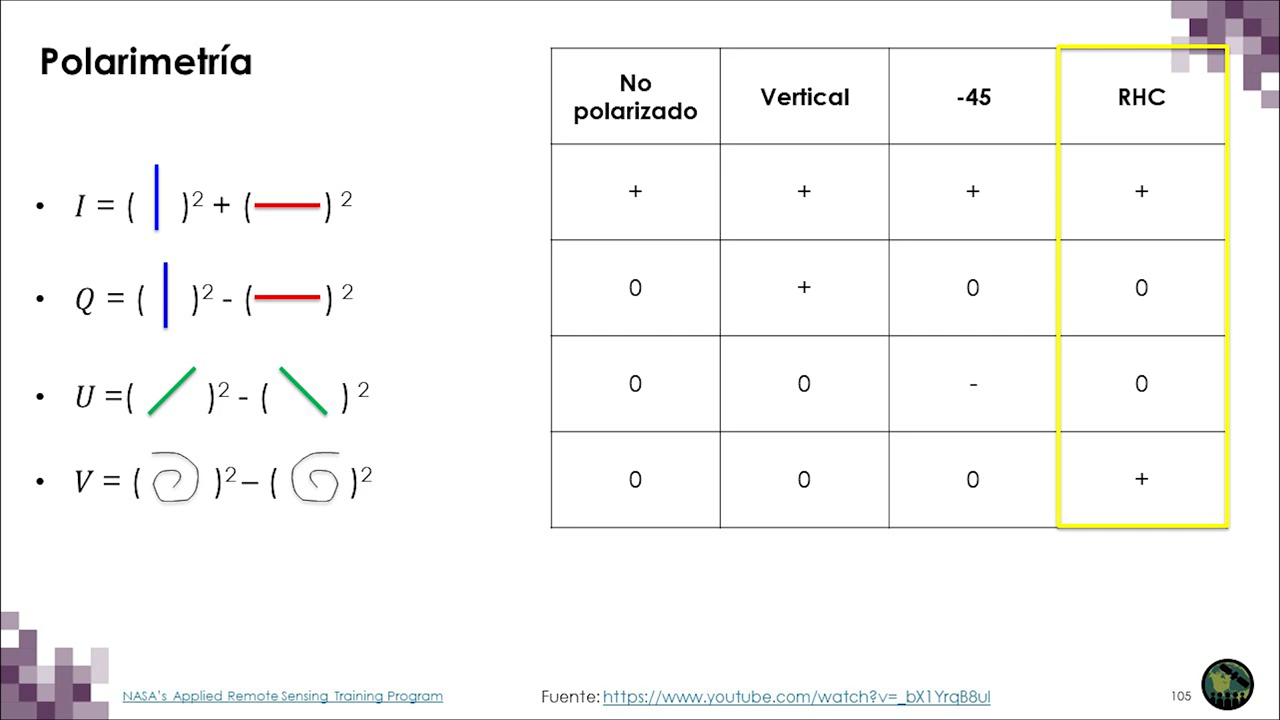 Polarimetría
• I = ( )² + ( ) ²
• Q = ( )² - ( ) ²
• U =( )² - ( ) ²
• V = ( )² – ( )²
No polarizado Vertical -45 RHC
+ + + +
0 + 0 0
0 0 - 0
0 0 0 +
NASA's Applied Remote Sensing Training Program
Fuente: https://www.youtube.com/watch?v=_bX1YrqB8uI
105